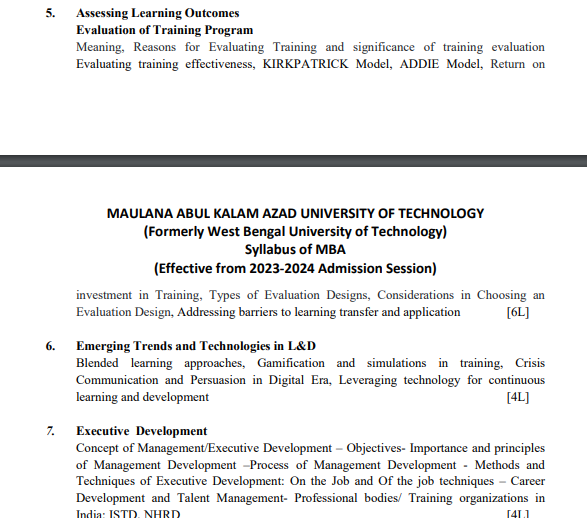 5. Assessing Learning Outcomes
Evaluation of Training Program
Meaning, Reasons for Evaluating Training and significance of training evaluation
Evaluating training effectiveness, KIRKPATRICK Model, ADDIE Model, Return on
MAULANA ABUL KALAM AZAD UNIVERSITY OF TECHNOLOGY
(Formerly West Bengal University of Technology)
Syllabus of MBA
(Effective from 2023-2024 Admission Session)
investment in Training, Types of Evaluation Designs, Considerations in Choosing an
Evaluation Design, Addressing barriers to learning transfer and application [6L]
6. Emerging Trends and Technologies in L&D
Blended learning approaches, Gamification and simulations in training, Crisis
Communication and Persuasion in Digital Era, Leveraging technology for continuous
learning and development [4L]
7. Executive Development
Concept of Management/Executive Development – Objectives- Importance and principles
of Management Development –Process of Management Development - Methods and
Techniques of Executive Development: On the Job and Of the job techniques – Career
Development and Talent Management- Professional bodies/ Training organizations in
India: ISTD, NHRD [4L]